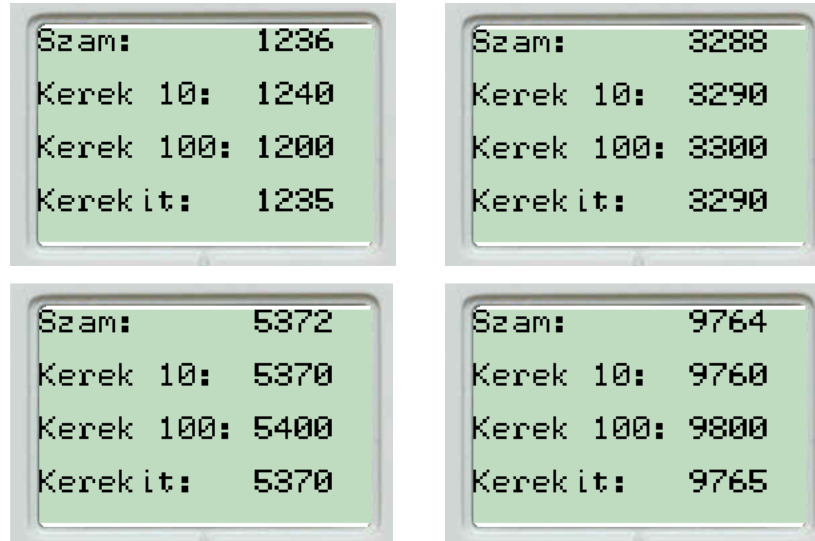 Szam: 1236
Kerek 10: 1240
Kerek 100: 1200
Kerekit: 1235
Szam: 3288
Kerek 10: 3290
Kerek 100: 3300
Kerekit: 3290
Szam: 5372
Kerek 10: 5370
Kerek 100: 5400
Kerekit: 5370
Szam: 9764
Kerek 10: 9760
Kerek 100: 9800
Kerekit: 9765